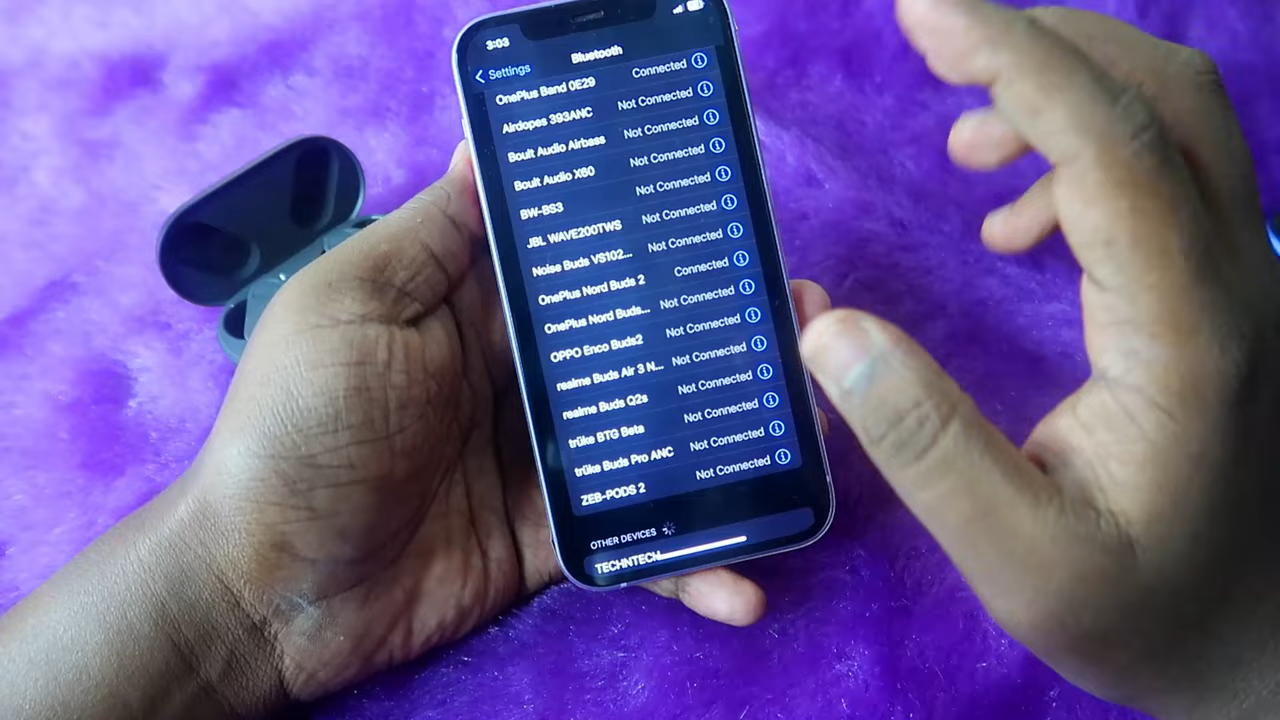 3:03
Settings
Bluetooth
OnePlus Band 0E29 Connected
Airdopes 393ANC Not Connected
Boult Audio Airbass Not Connected
Boult Audio X60 Not Connected
BW-BS3 Not Connected
JBL WAVE200TWS Not Connected
Noise Buds VS102... Not Connected
OnePlus Nord Buds 2 Connected
OnePlus Nord Buds... Not Connected
OPPO Enco Buds2 Not Connected
realme Buds Air 3 N... Not Connected
realme Buds Q2s Not Connected
trüke BTG Beta Not Connected
trüke Buds Pro ANC Not Connected
ZEB-PODS 2 Not Connected
OTHER DEVICES
TECHNTECH